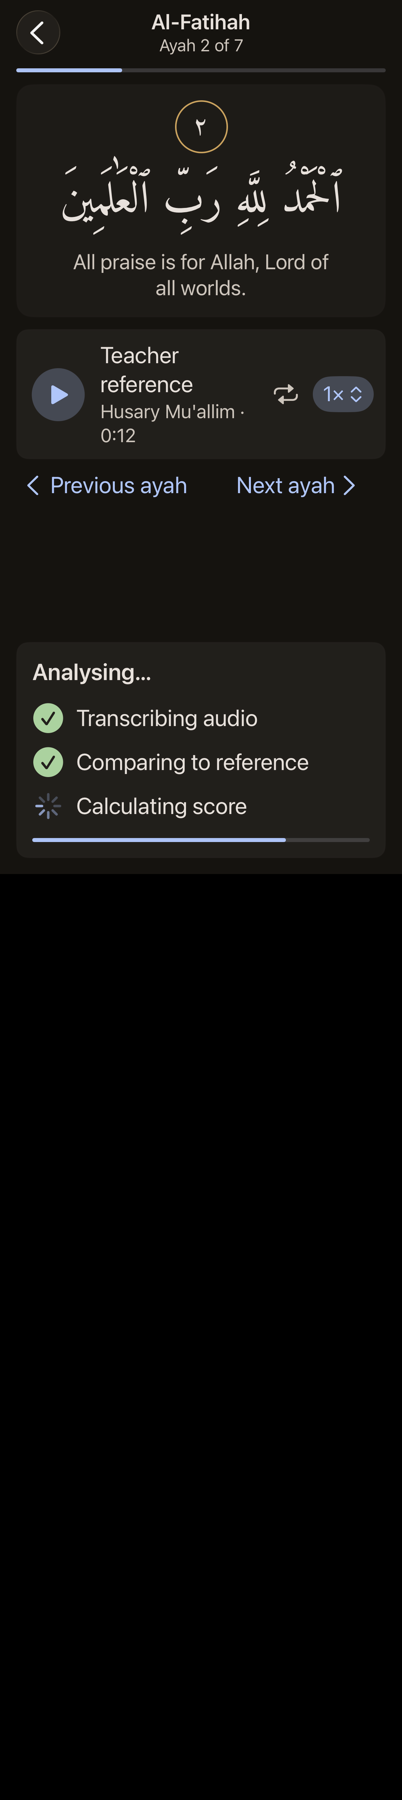 Al-Fatihah
Ayah 2 of 7
٢
ٱلْحَمْدُ لِلَّهِ رَبِّ ٱلْعَٰلَمِينَ
All praise is for Allah, Lord of
all worlds.
Teacher
reference
Husary Mu'allim ·
0:12
1×
Previous ayah
Next ayah
Analysing...
Transcribing audio
Comparing to reference
Calculating score